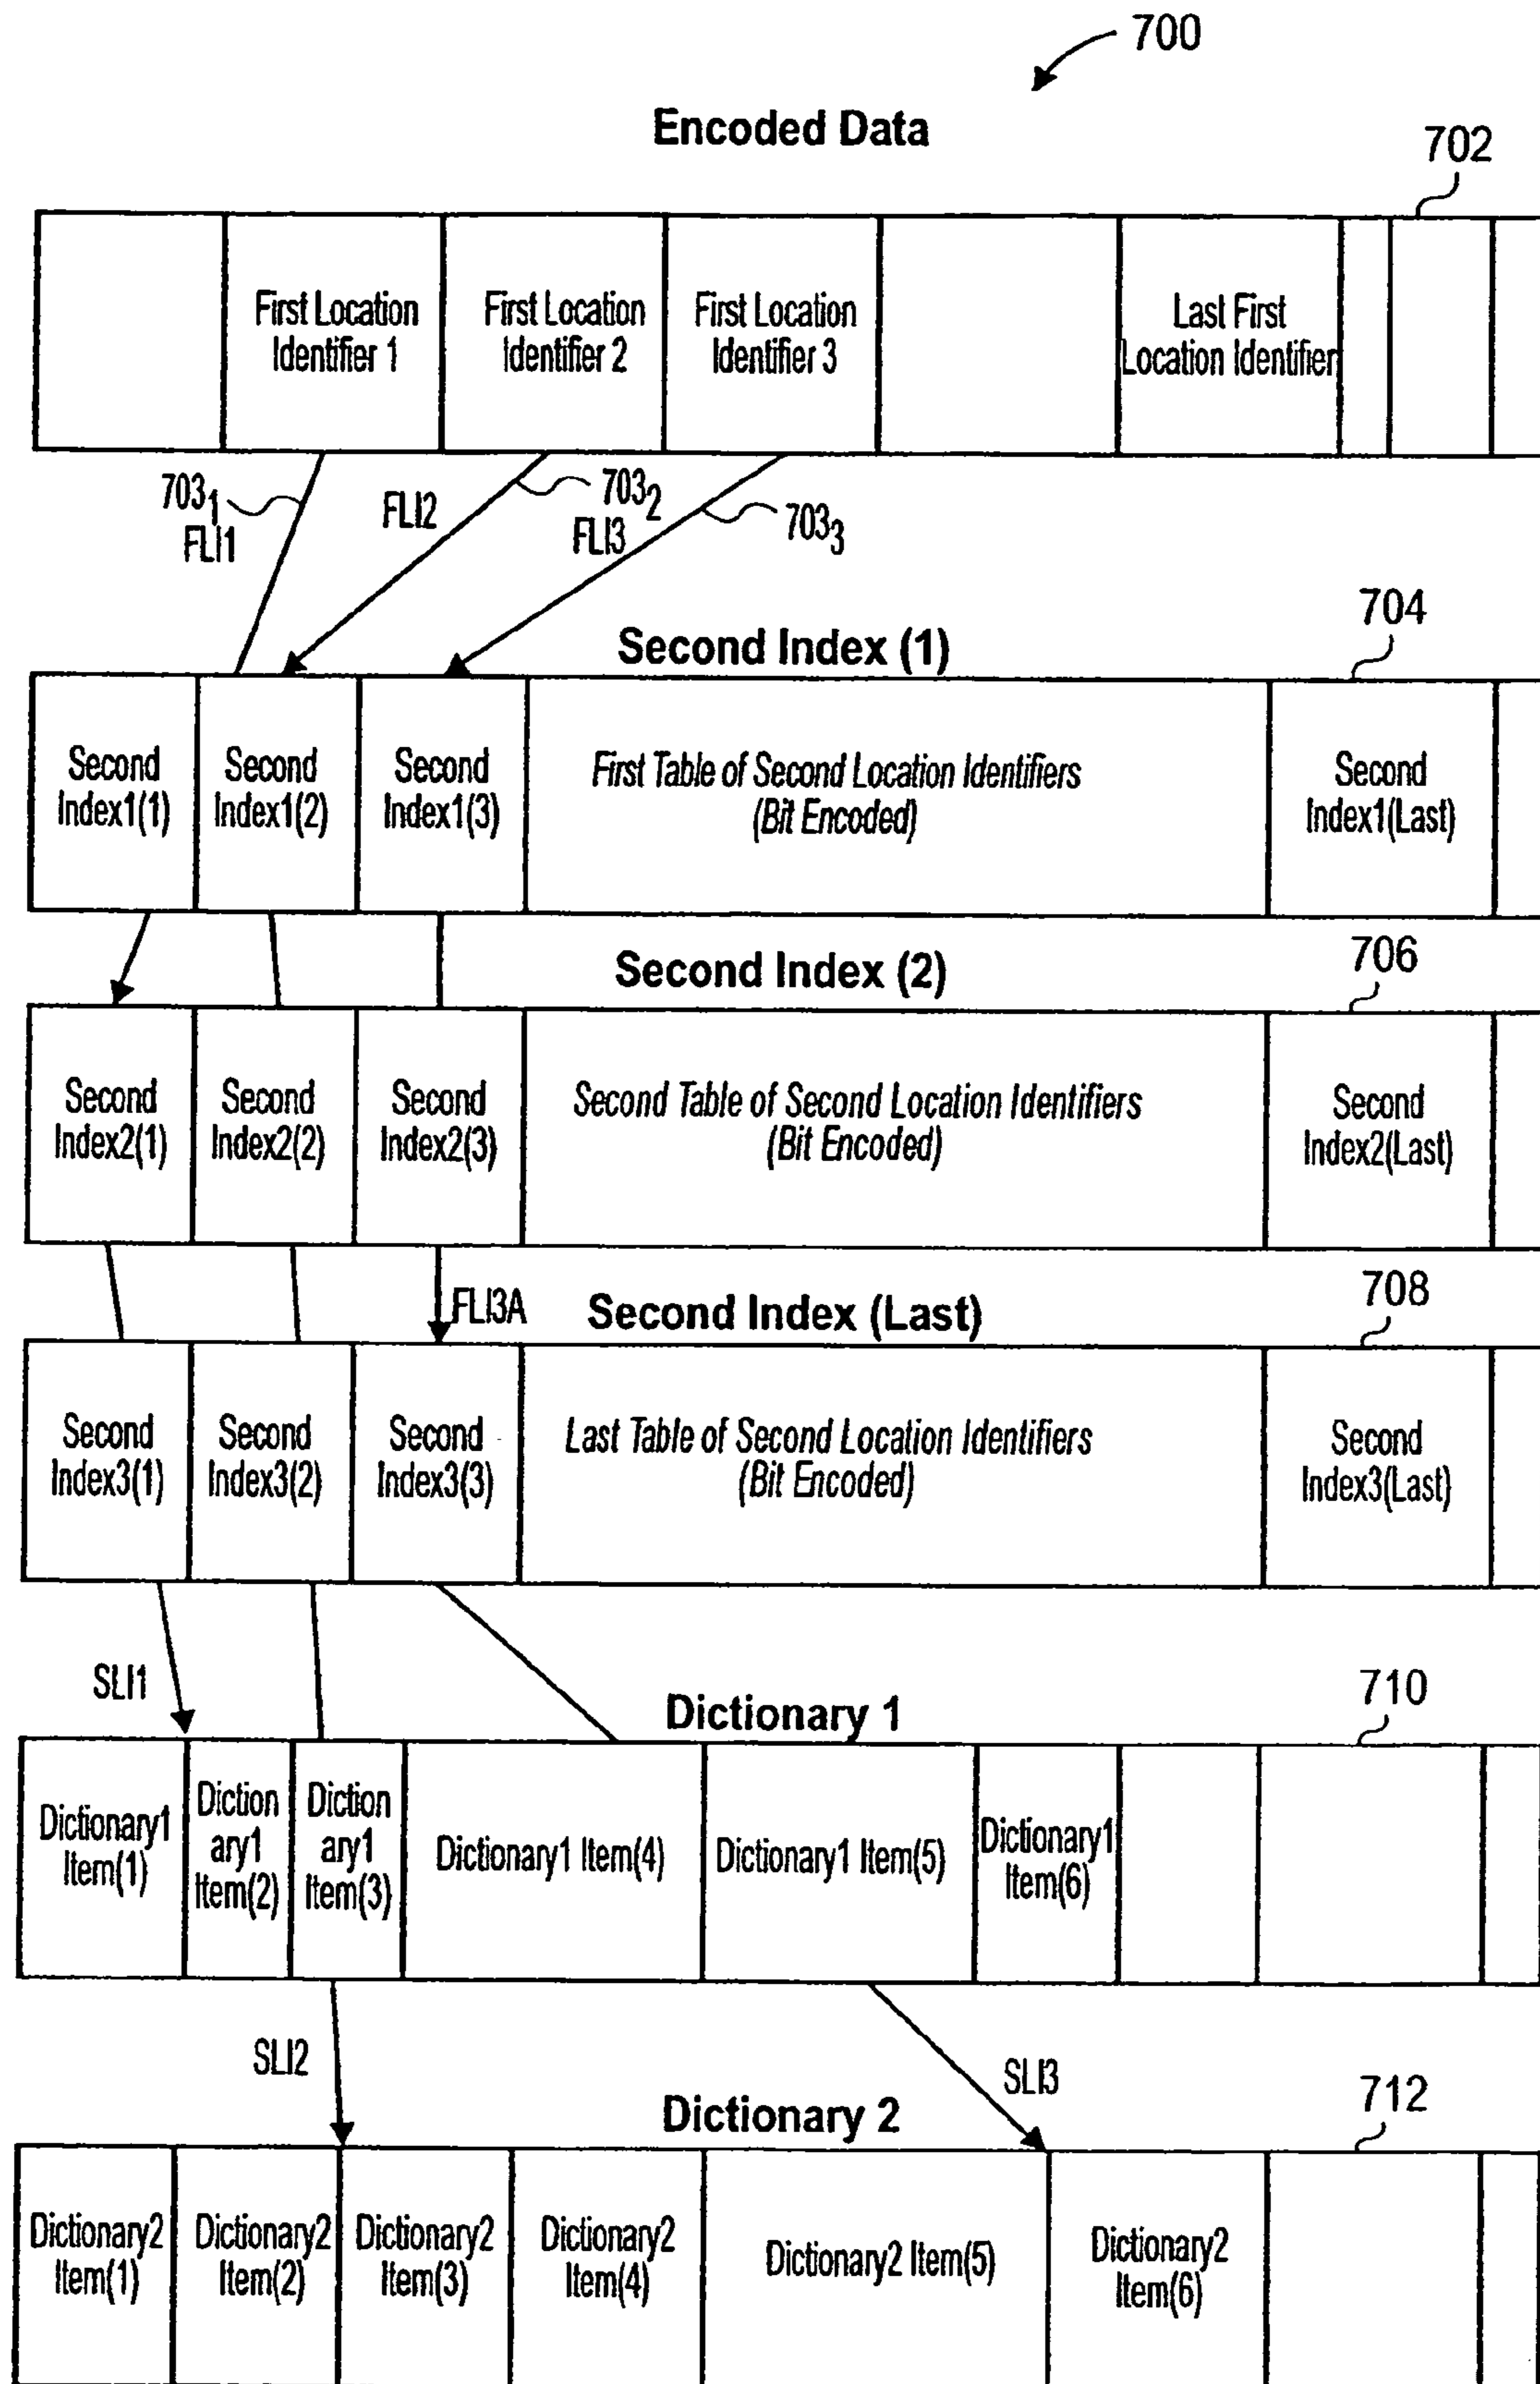 700
Encoded Data
702
First Location
Identifier 1
First Location
Identifier 2
First Location
Identifier 3
Last First
Location Identifier
703₁
FLI1
FLI2
703₂
FLI3
703₃
Second Index (1)
704
Second
Index1(1)
Second
Index1(2)
Second
Index1(3)
First Table of Second Location Identifiers
(Bit Encoded)
Second
Index1(Last)
Second Index (2)
706
Second
Index2(1)
Second
Index2(2)
Second
Index2(3)
Second Table of Second Location Identifiers
(Bit Encoded)
Second
Index2(Last)
FLI3A
Second Index (Last)
708
Second
Index3(1)
Second
Index3(2)
Second
Index3(3)
Last Table of Second Location Identifiers
(Bit Encoded)
Second
Index3(Last)
SLI1
Dictionary 1
710
Dictionary1
Item(1)
Diction
ary1
Item(2)
Diction
ary1
Item(3)
Dictionary1 Item(4)
Dictionary1 Item(5)
Dictionary1
Item(6)
SLI2
SLI3
Dictionary 2
712
Dictionary2
Item(1)
Dictionary2
Item(2)
Dictionary2
Item(3)
Dictionary2
Item(4)
Dictionary2 Item(5)
Dictionary2
Item(6)